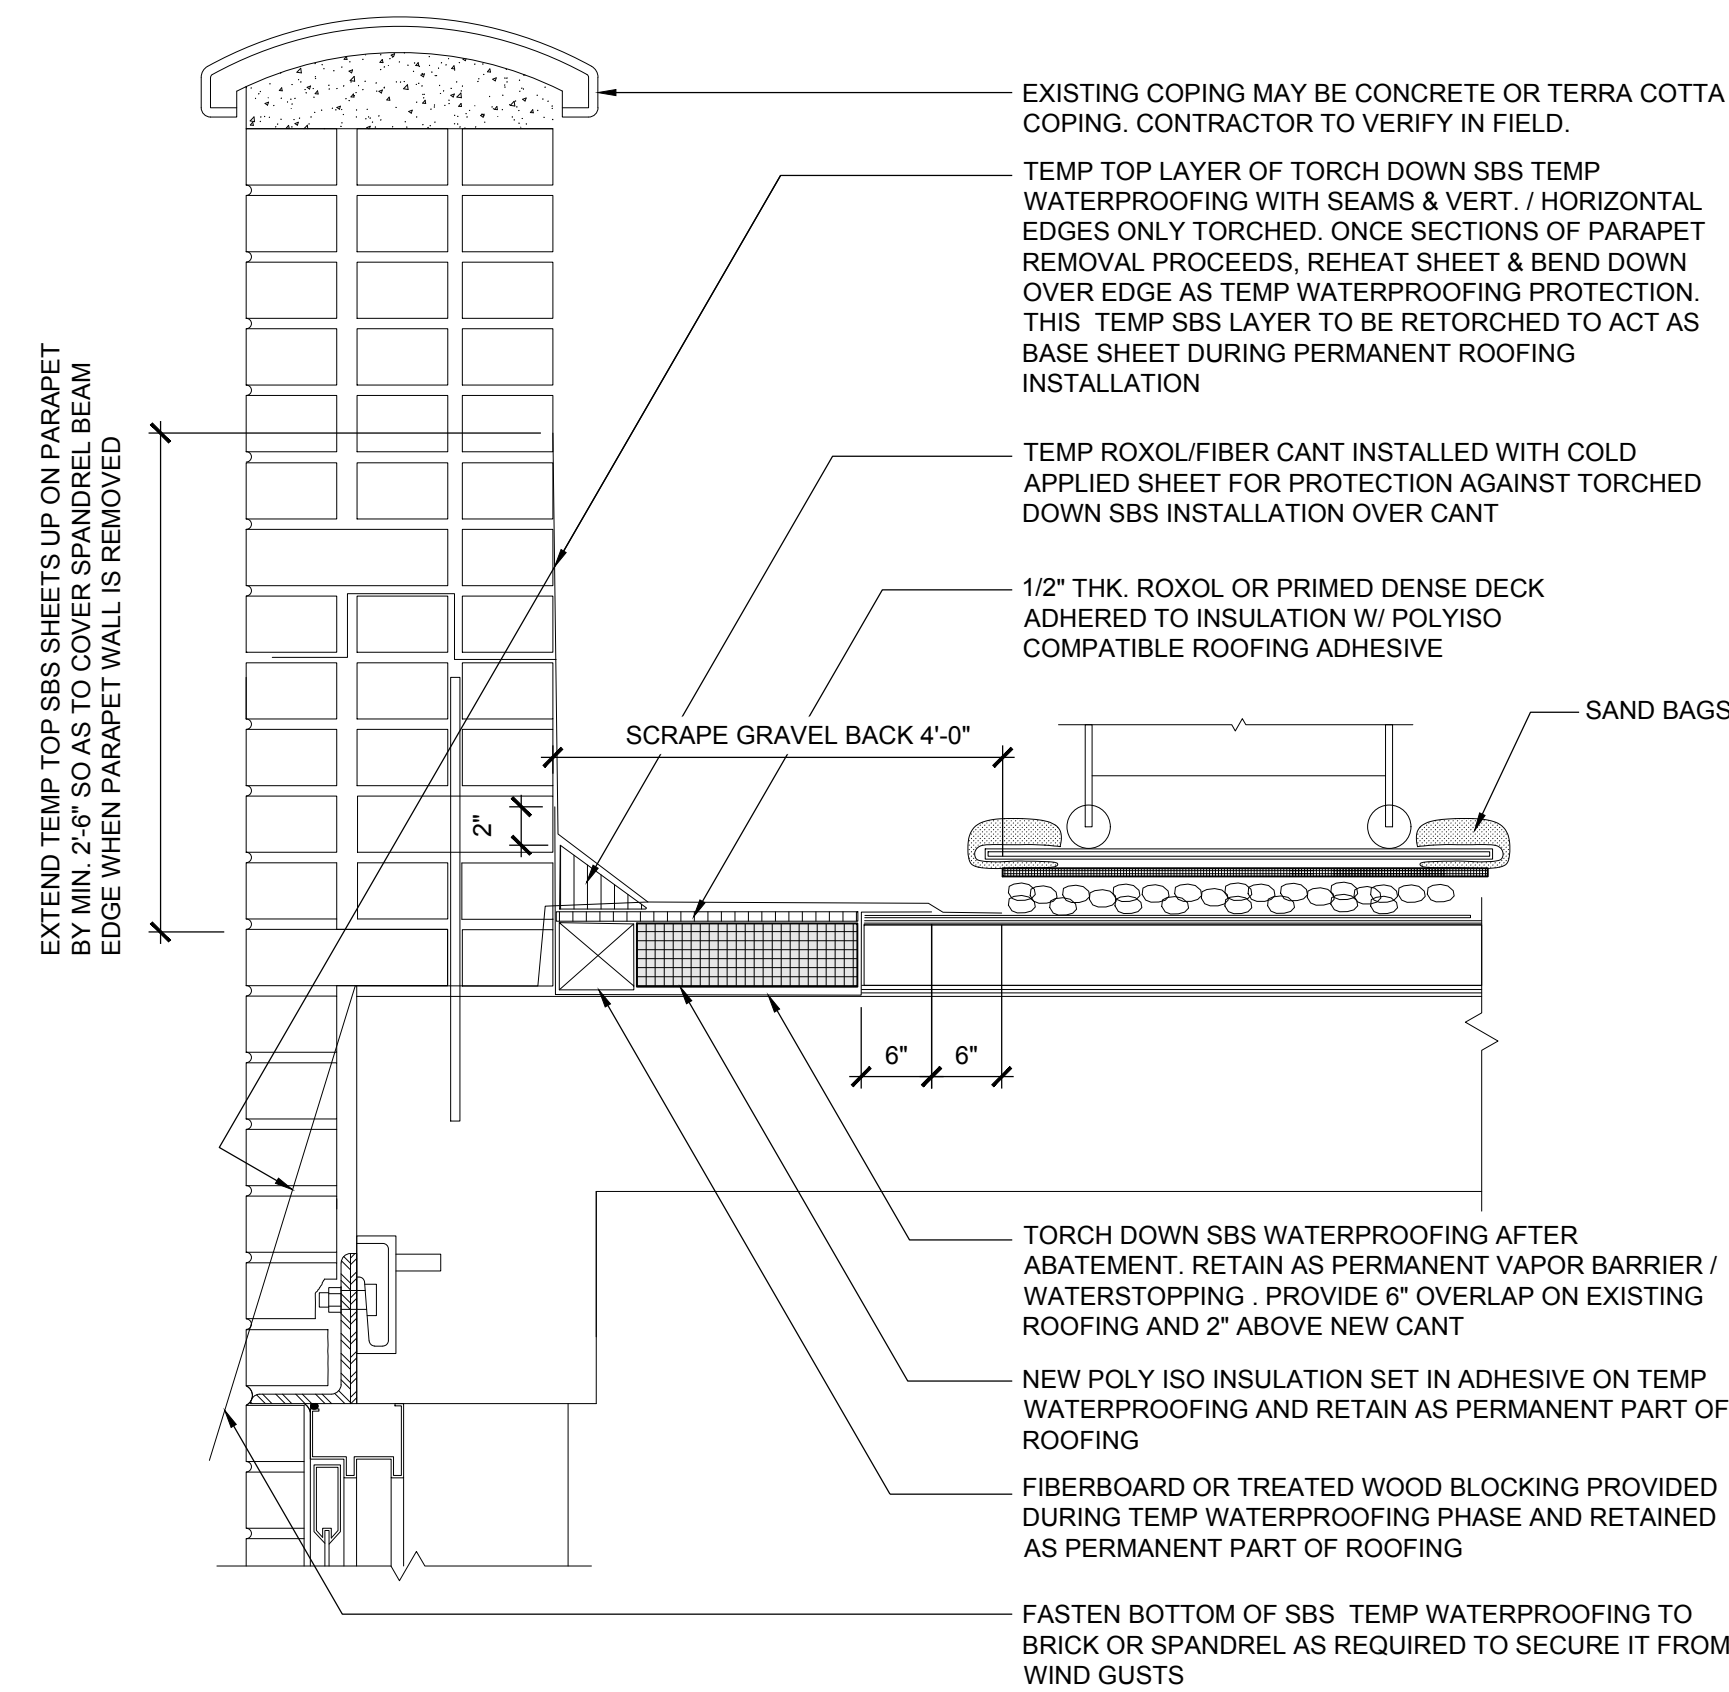 EXISTING COPING MAY BE CONCRETE OR TERRA COTTA
COPING. CONTRACTOR TO VERIFY IN FIELD.
TEMP TOP LAYER OF TORCH DOWN SBS TEMP
WATERPROOFING WITH SEAMS & VERT. / HORIZONTAL
EDGES ONLY TORCHED. ONCE SECTIONS OF PARAPET
REMOVAL PROCEEDS, REHEAT SHEET & BEND DOWN
OVER EDGE AS TEMP WATERPROOFING PROTECTION.
THIS TEMP SBS LAYER TO BE RETORCHED TO ACT AS
BASE SHEET DURING PERMANENT ROOFING
INSTALLATION
EXTEND TEMP TOP SBS SHEETS UP ON PARAPET
BY MIN. 2'-6" SO AS TO COVER SPANDREL BEAM
EDGE WHEN PARAPET WALL IS REMOVED
TEMP ROXOL/FIBER CANT INSTALLED WITH COLD
APPLIED SHEET FOR PROTECTION AGAINST TORCHED
DOWN SBS INSTALLATION OVER CANT
1/2" THK. ROXOL OR PRIMED DENSE DECK
ADHERED TO INSULATION W/ POLYISO
COMPATIBLE ROOFING ADHESIVE
SAND BAGS
SCRAPE GRAVEL BACK 4'-0"
2"
6"
6"
TORCH DOWN SBS WATERPROOFING AFTER
ABATEMENT. RETAIN AS PERMANENT VAPOR BARRIER /
WATERSTOPPING . PROVIDE 6" OVERLAP ON EXISTING
ROOFING AND 2" ABOVE NEW CANT
NEW POLY ISO INSULATION SET IN ADHESIVE ON TEMP
WATERPROOFING AND RETAIN AS PERMANENT PART OF
ROOFING
FIBERBOARD OR TREATED WOOD BLOCKING PROVIDED
DURING TEMP WATERPROOFING PHASE AND RETAINED
AS PERMANENT PART OF ROOFING
FASTEN BOTTOM OF SBS TEMP WATERPROOFING TO
BRICK OR SPANDREL AS REQUIRED TO SECURE IT FROM
WIND GUSTS